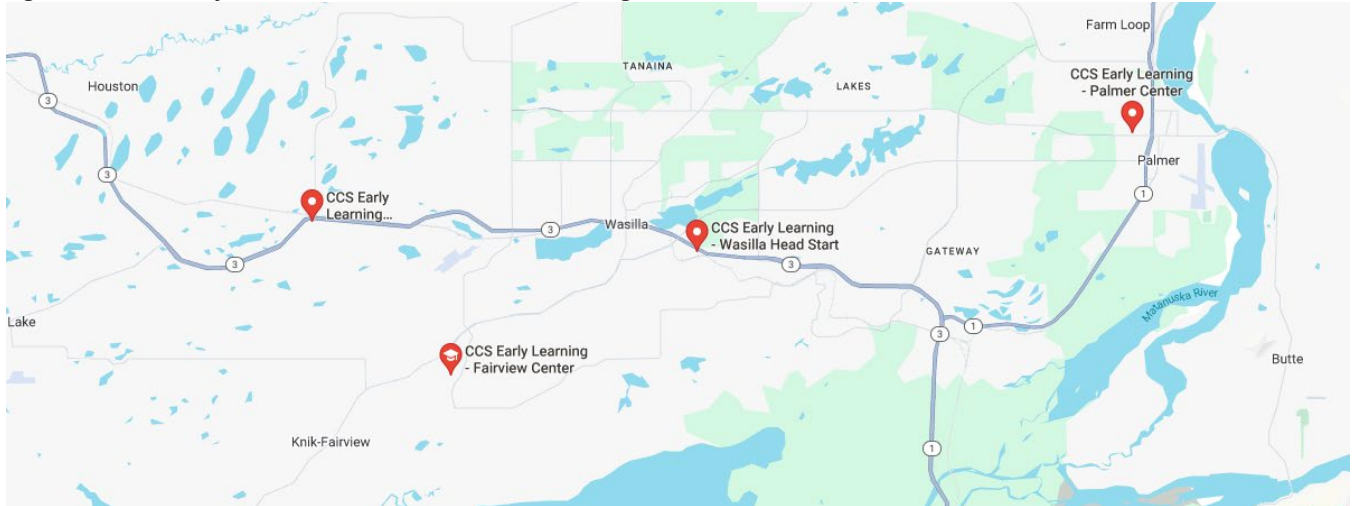 Farm Loop
TANAINA
CCS Early Learning
- Palmer Center
Houston
LAKES
3
3
Palmer
1
CCS Early
Learning...
Wasilla
3
CCS Early Learning
- Wasilla Head Start
GATEWAY
3
3
Matanuska River
Lake
1
3
CCS Early Learning
- Fairview Center
Butte
Knik-Fairview
1